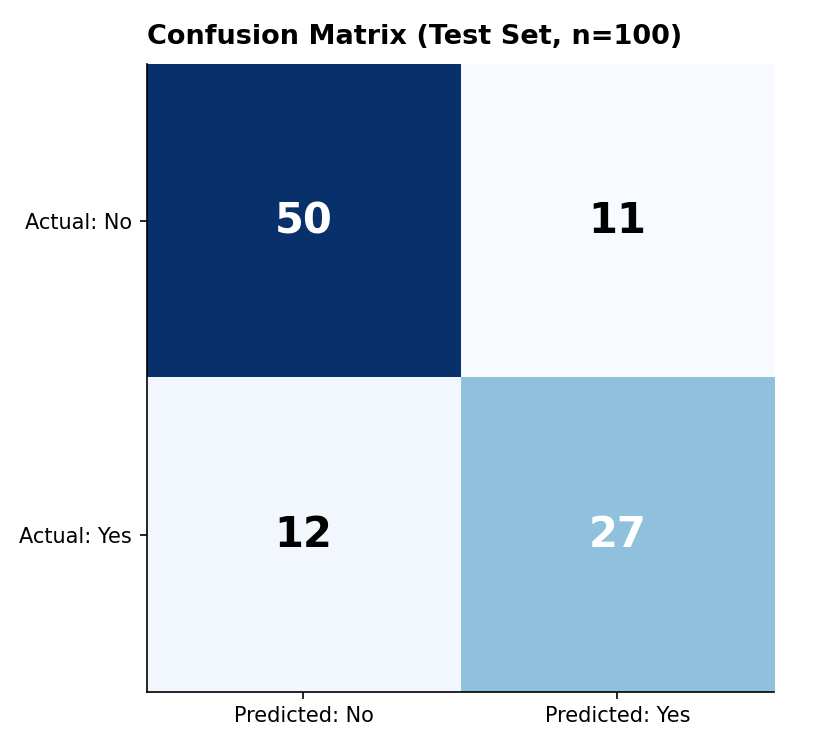 Confusion Matrix (Test Set, n=100)
Actual: No
50
11
Actual: Yes
12
27
Predicted: No
Predicted: Yes